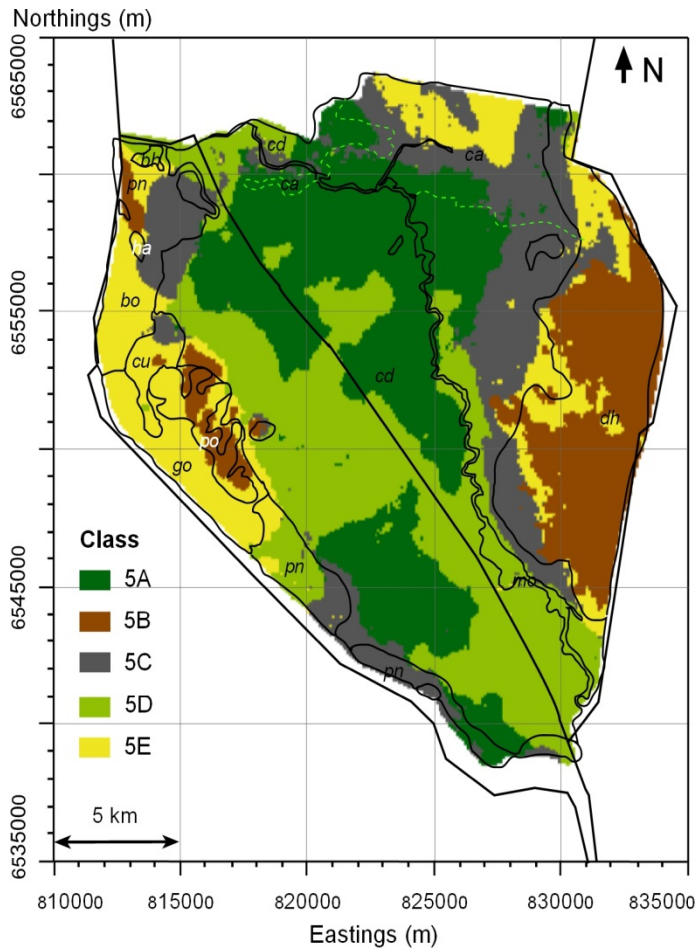 Northings (m)
6565000
6555000
6545000
6535000
N
bh
cd
ca
ca
pn
na
bo
cu
cd
dh
po
go
pn
mo
pn
Class
5A
5B
5C
5D
5E
5 km
810000 815000 820000 825000 830000 835000
Eastings (m)